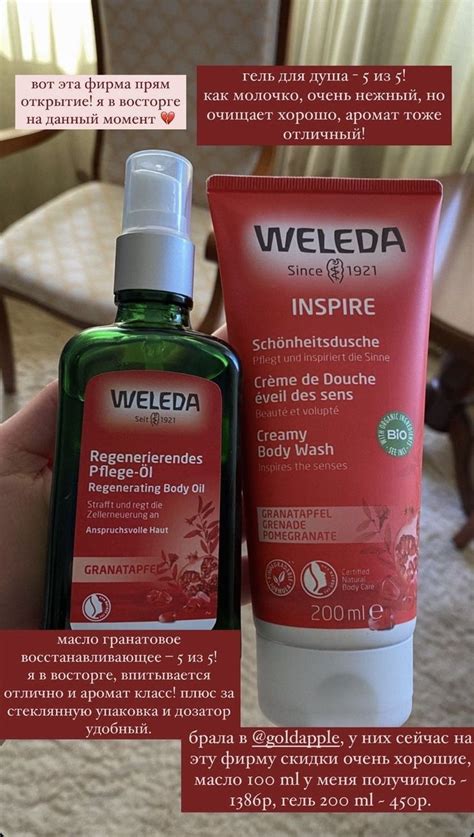 вот эта фирма прям
открытие! я в восторге
на данный момент
гель для душа - 5 из 5!
как молочко, очень нежный, но
очищает хорошо, аромат тоже
отличный!
WELEDA
Since 1921
INSPIRE
Schönheitsdusche
Pflegt und inspiriert die Sinne
Crème de Douche
éveil des sens
Beauté et volupté
Creamy
Body Wash
Inspires the senses
WITH ORGANIC INGREDIENTS
BIO
GRANATAPFEL
GRENADE
POMEGRANATE
Certified
Natural
Body Care
200 ml e
WELEDA
Seit 1921
Regenerierendes
Pflege-Öl
Regenerating Body Oil
Strafft und regt die
Zellerneuerung an
Anspruchsvolle Haut
GRANATAPFEL
масло гранатовое
восстанавливающее – 5 из 5!
я в восторге, впитывается
отлично и аромат класс! плюс за
стеклянную упаковка и дозатор
удобный.
брала в @goldapple, у них сейчас на
эту фирму скидки очень хорошие,
масло 100 ml у меня получилось -
1386р, гель 200 ml - 450р.